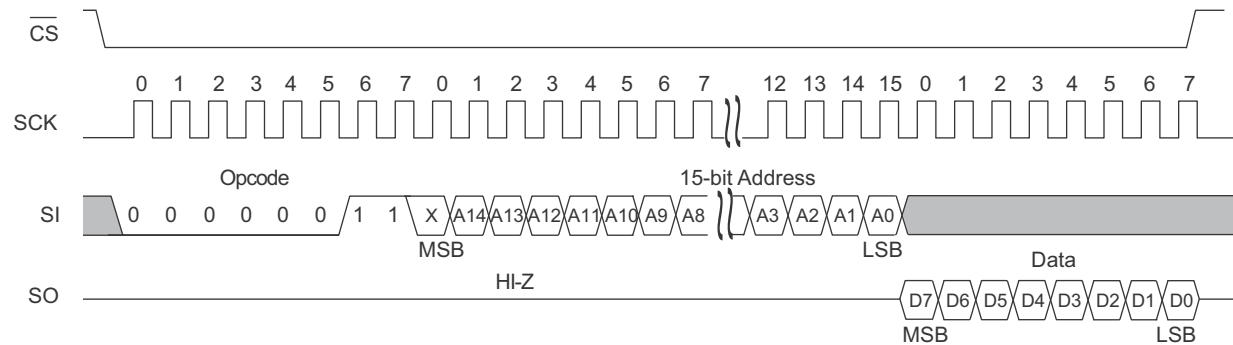 CS
0 1 2 3 4 5 6 7 0 1 2 3 4 5 6 7 12 13 14 15 0 1 2 3 4 5 6 7
SCK
Opcode 15-bit Address
SI 0 0 0 0 0 0 1 1 X A14 A13 A12 A11 A10 A9 A8 A3 A2 A1 A0
MSB LSB
HI-Z Data
SO D7 D6 D5 D4 D3 D2 D1 D0
MSB LSB